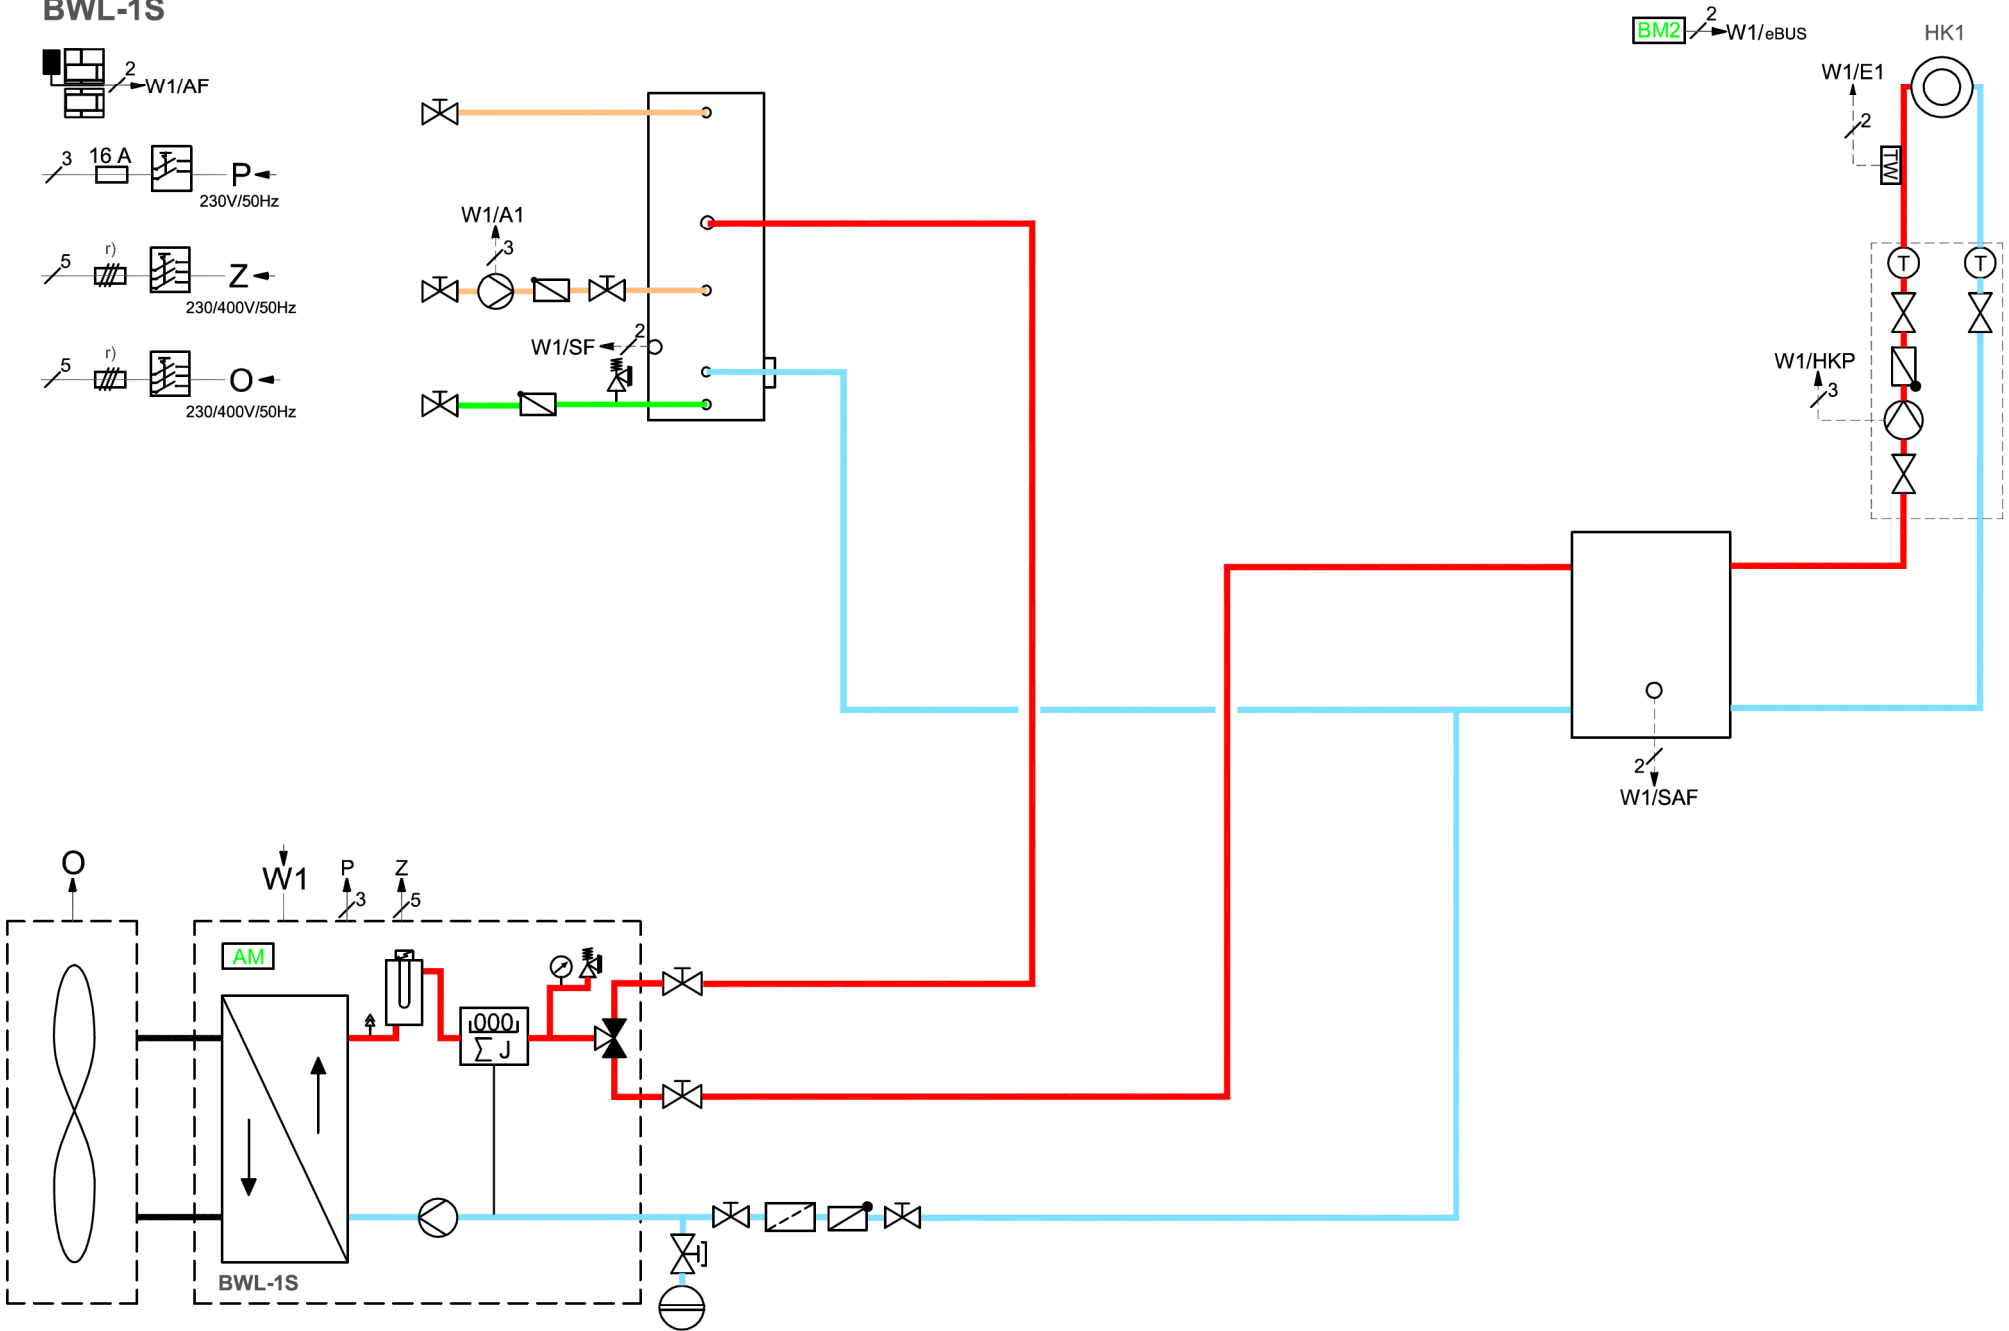 BWL-1S
BM2
2
W1/eBUS
HK1
2
W1/AF
W1/E1
2
TW
3
16 A
P
230V/50Hz
W1/A1
3
r)
5
Z
230/400V/50Hz
T
T
W1/SF
2
r)
5
O
230/400V/50Hz
W1/HKP
3
2
W1/SAF
O
W1
P
3
Z
5
AM
000
Σ J
BWL-1S